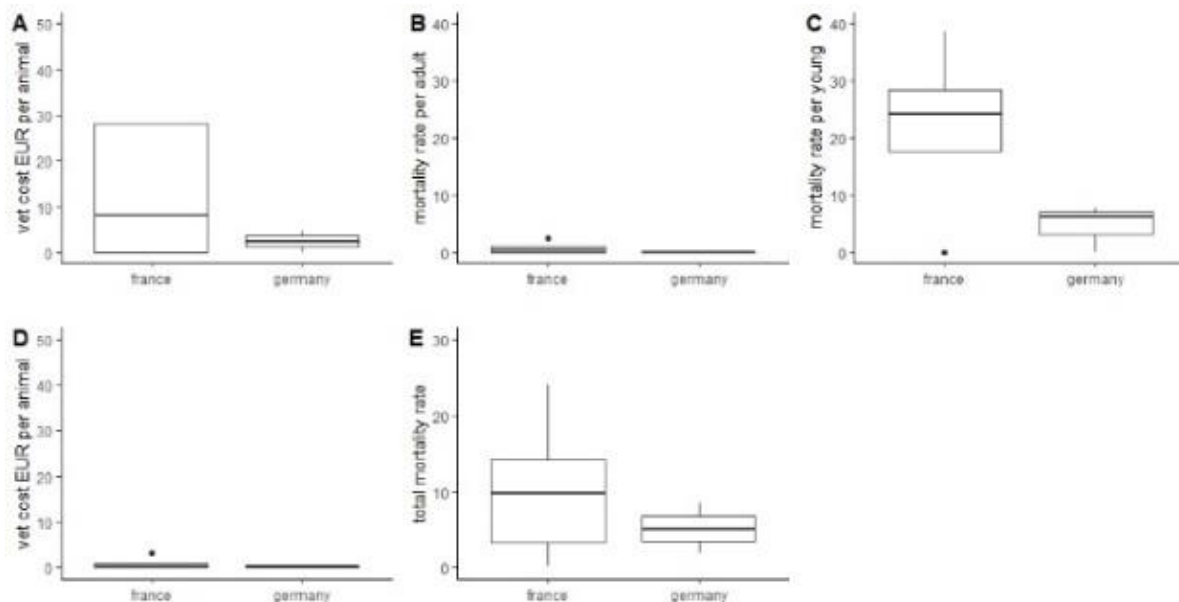 A
vet cost EUR per animal
50
40
30
20
10
0
france
germany
B
mortality rate per adult
40
30
20
10
0
france
germany
C
mortality rate per young
40
30
20
10
0
france
germany
D
vet cost EUR per animal
50
40
30
20
10
0
france
germany
E
total mortality rate
30
20
10
0
france
germany